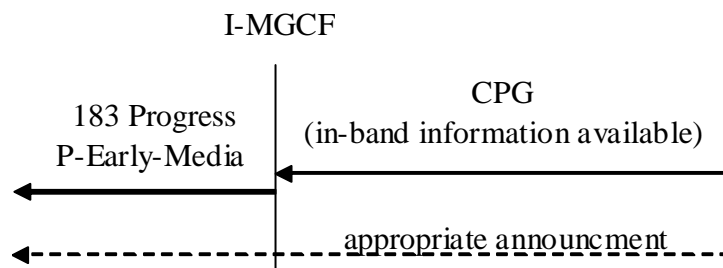 I-MGCF
183 Progress
P-Early-Media
CPG
(in-band information available)
appropriate announcment